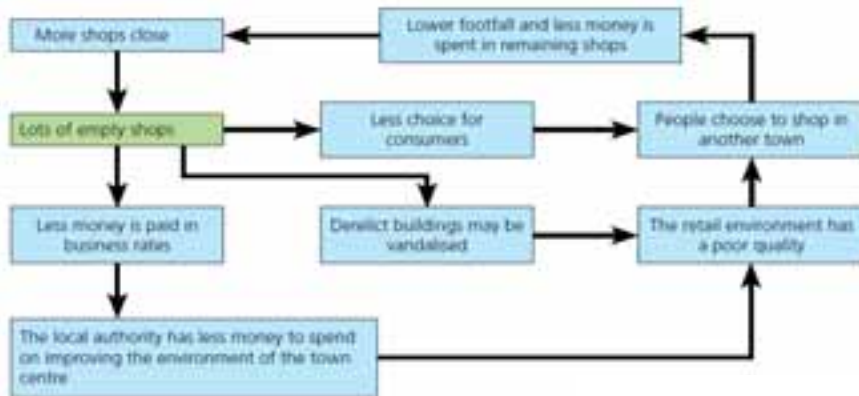 More shops close
Lower footfall and less money is
spent in remaining shops
Lots of empty shops
Less choice for
consumers
People choose to shop in
another town
Less money is paid in
business rates
Derelict buildings may be
vandalised
The retail environment has
a poor quality
The local authority has less money to spend
on improving the environment of the town
centre